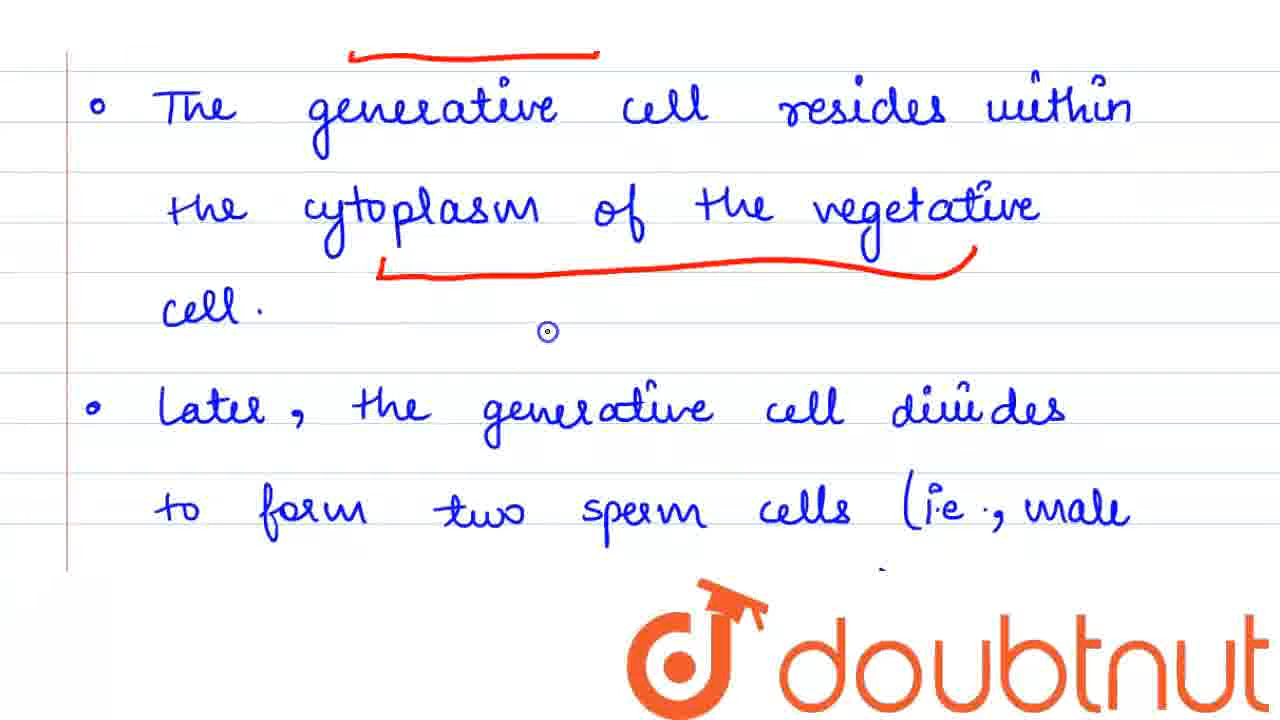 • The generative cell resides within
the cytoplasm of the vegetative
cell.
• Later, the generative cell divides
to form two sperm cells (i.e., male
doubtnut